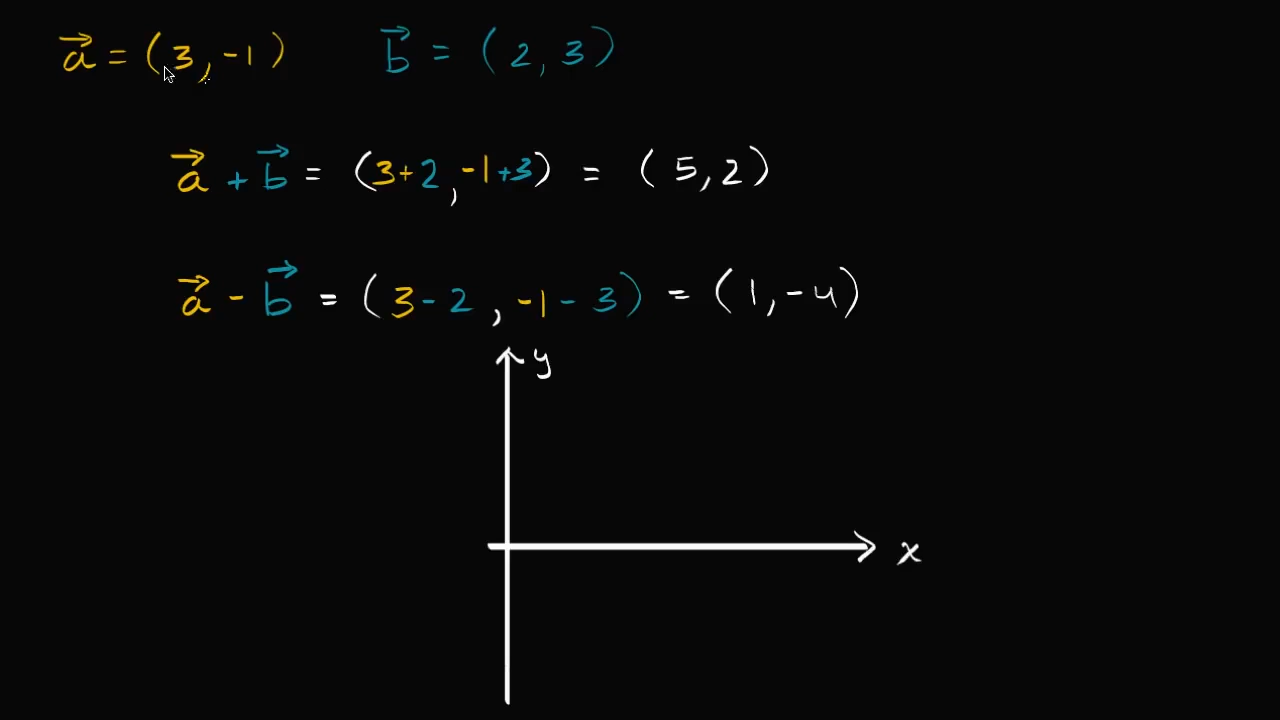 a⃗ = (3, -1) b⃗ = (2, 3)
a⃗ + b⃗ = (3+2, -1+3) = (5, 2)
a⃗ - b⃗ = (3-2, -1-3) = (1, -4)
y
x